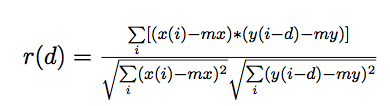 r(d) = \frac{\sum_i [(x(i)-mx)*(y(i-d)-my)]}{\sqrt{\sum_i (x(i)-mx)^2} \sqrt{\sum_i (y(i-d)-my)^2}}